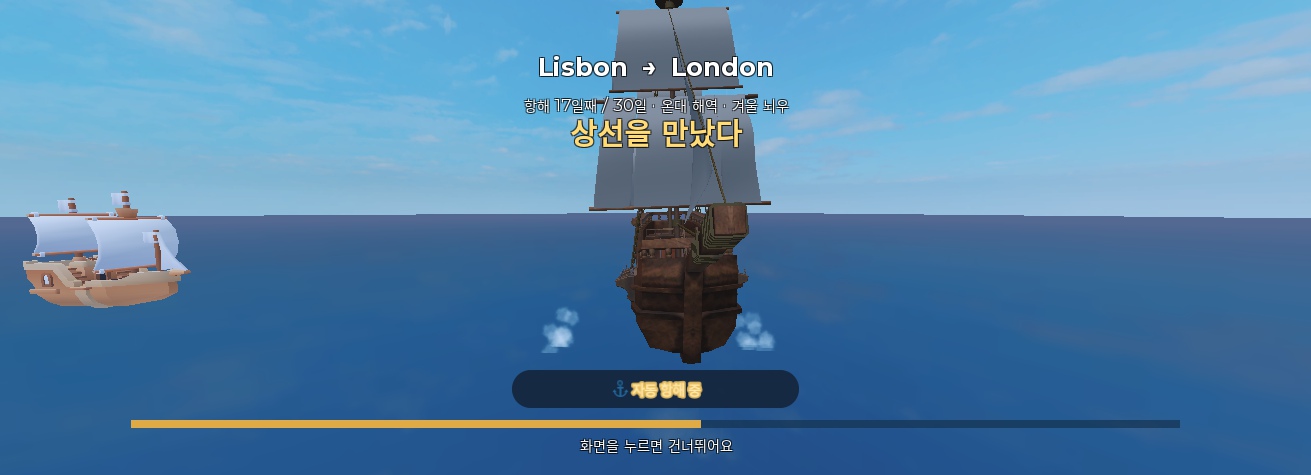 Lisbon → London
항해 17일째 / 30일 · 온대 해역 · 겨울 뇌우
상선을 만났다
⚓ 자동 항해 중
화면을 누르면 건너뛰어요